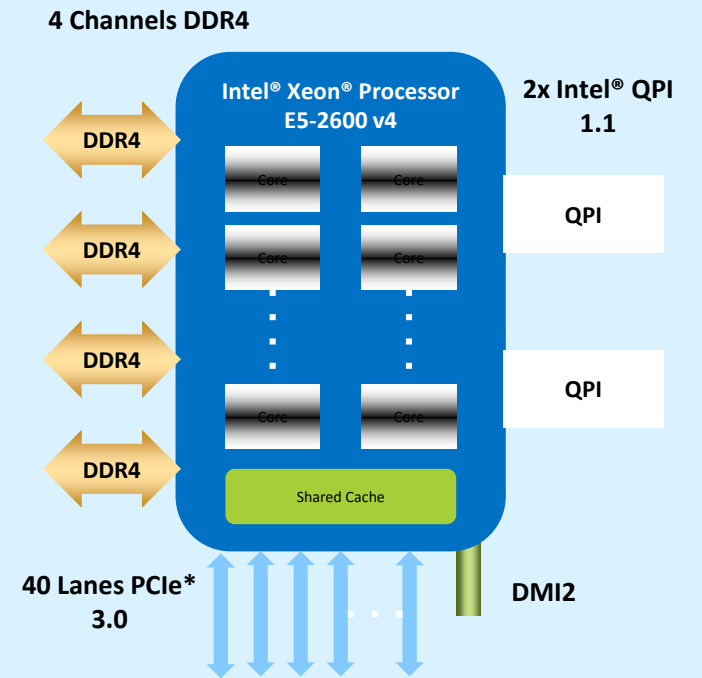 4 Channels DDR4
Intel® Xeon® Processor
E5-2600 v4
2x Intel® QPI
1.1
DDR4
Core
Core
QPI
DDR4
Core
Core
DDR4
QPI
Core
Core
DDR4
Shared Cache
40 Lanes PCIe*
3.0
DMI2